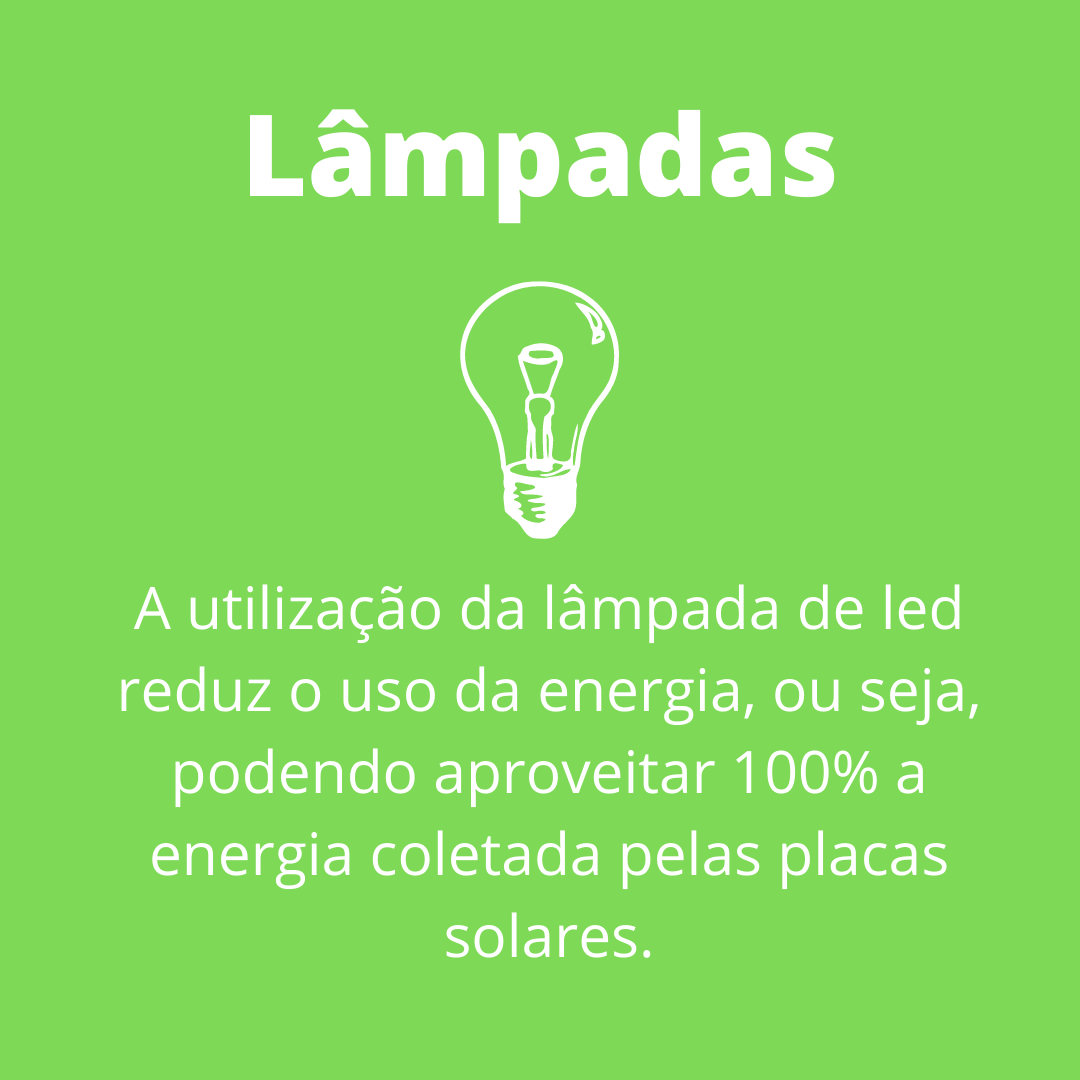 Lâmpadas
A utilização da lâmpada de led
reduz o uso da energia, ou seja,
podendo aproveitar 100% a
energia coletada pelas placas
solares.